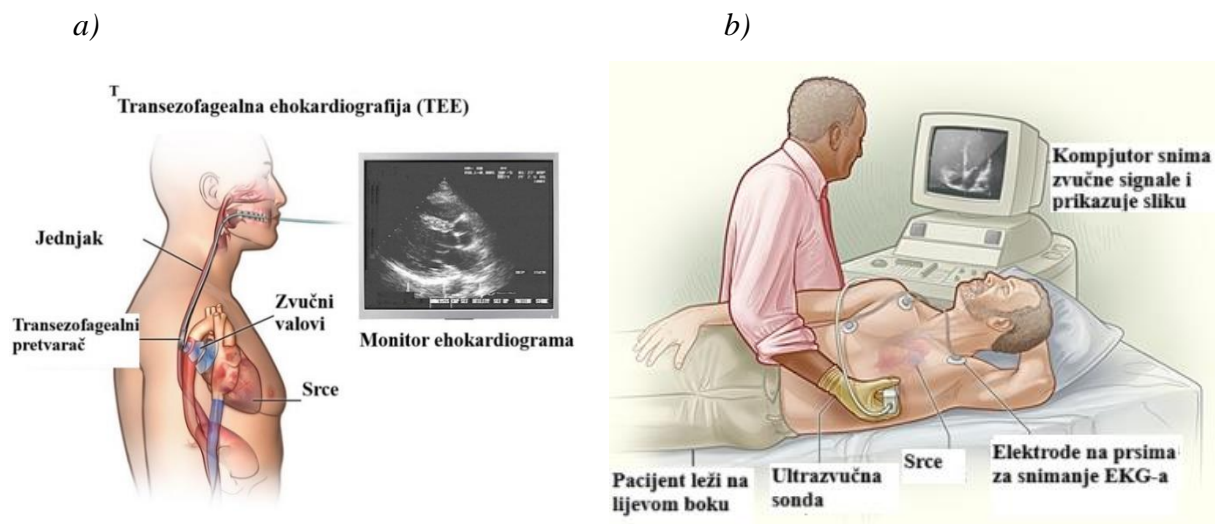 a)
b)
T
Transezofagealna ehokardiografija (TEE)
Jednjak
Zvučni
valovi
Transezofagealni
pretvarač
Monitor ehokardiograma
Srce
Kompjutor snima
zvučne signale i
prikazuje sliku
Pacijent leži na
lijevom boku
Ultrazvučna
sonda
Srce
Elektrode na prsima
za snimanje EKG-a